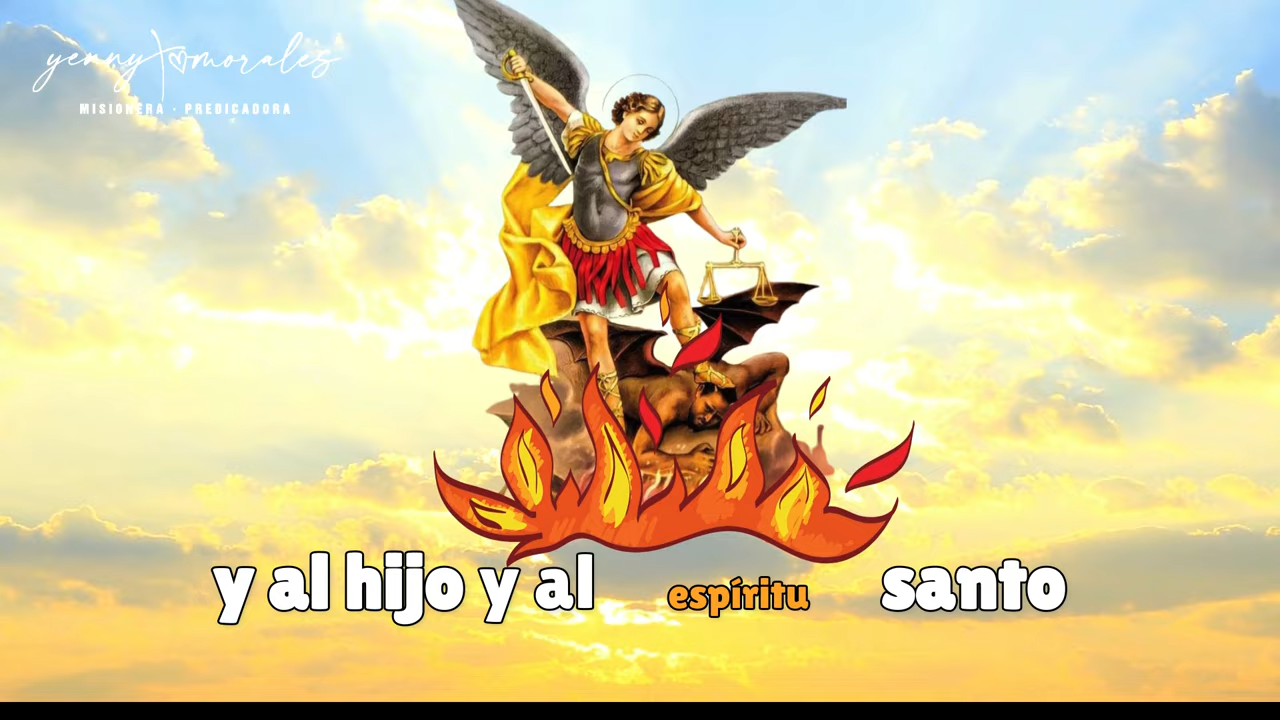 yenny morales
MISIONERA · PREDICADORA
y al hijo y al espíritu santo